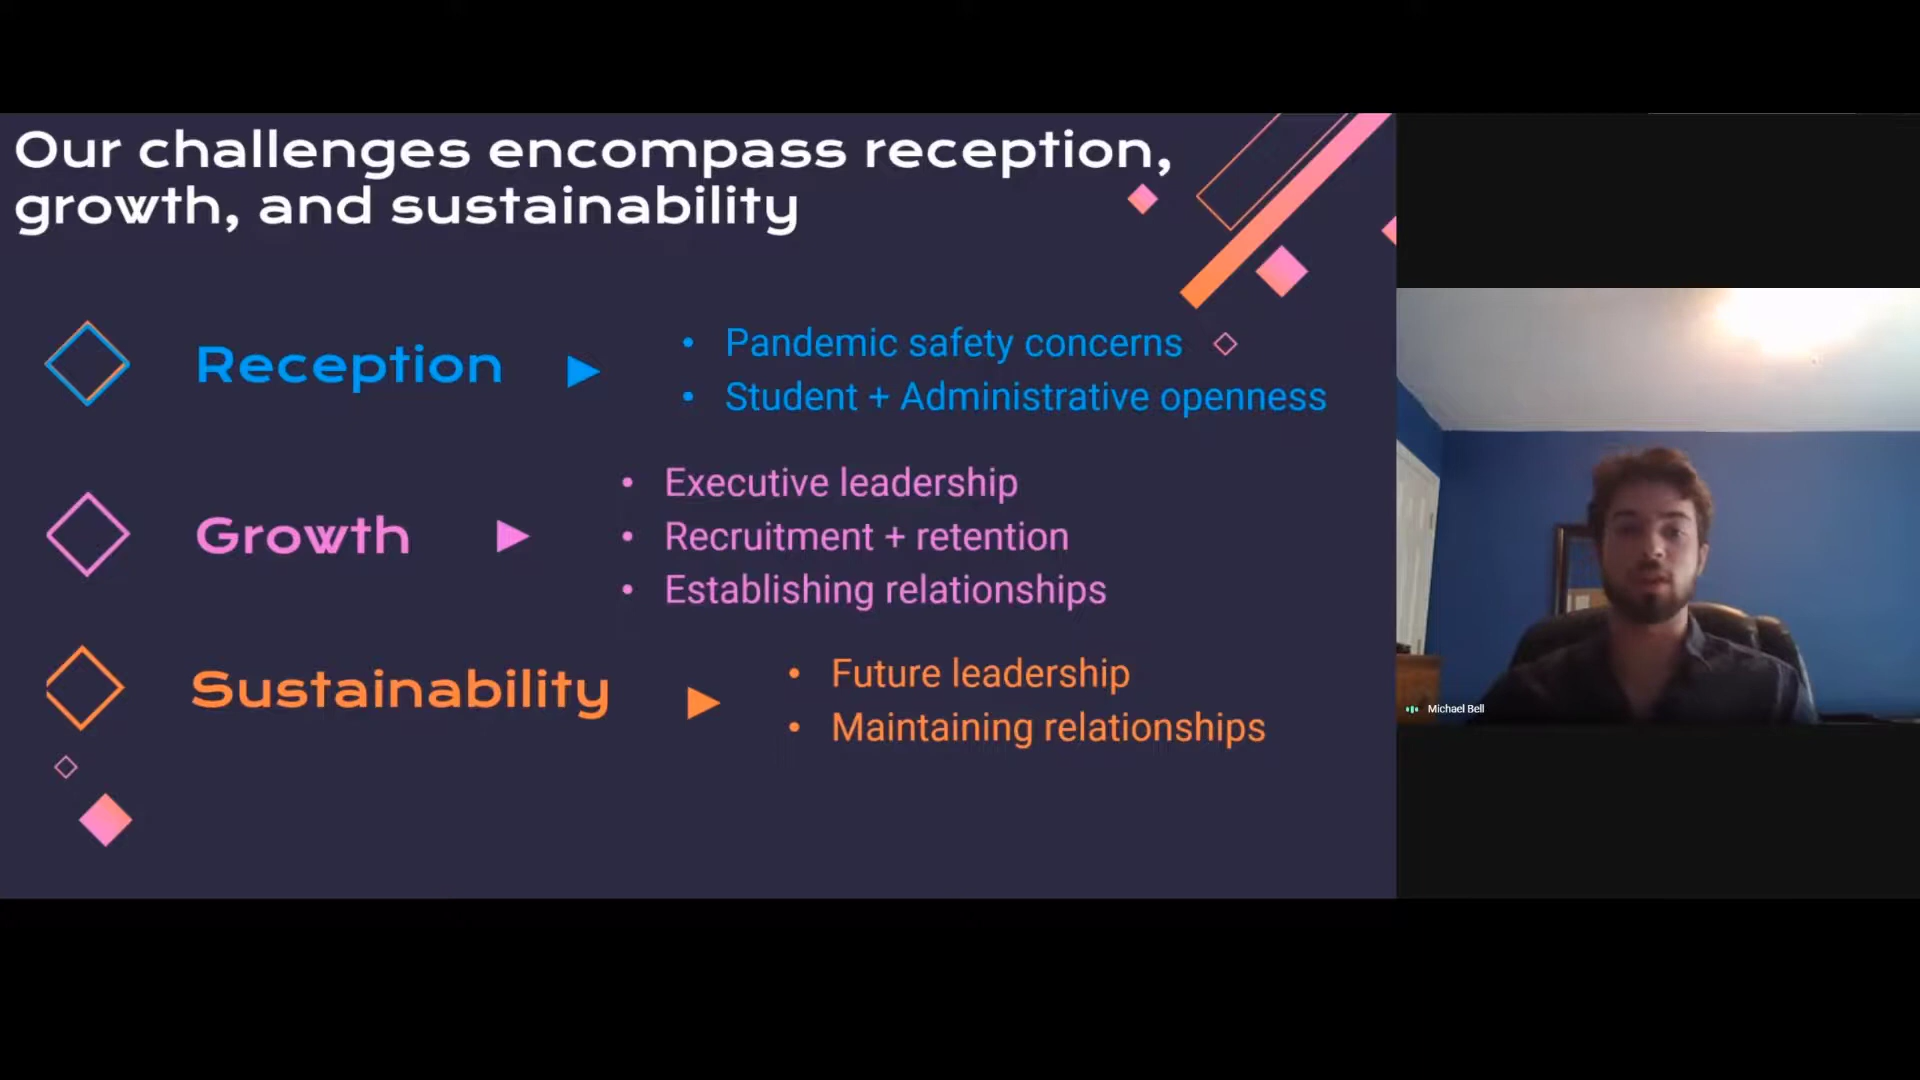 Our challenges encompass reception,
growth, and sustainability
Reception
• Pandemic safety concerns
• Student + Administrative openness
Growth
• Executive leadership
• Recruitment + retention
• Establishing relationships
Sustainability
• Future leadership
• Maintaining relationships
Michael Bell